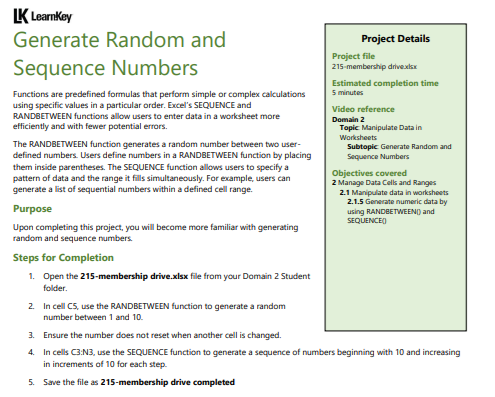 LK LearnKey
Generate Random and
Sequence Numbers
Functions are predefined formulas that perform simple or complex calculations
using specific values in a particular order. Excel's SEQUENCE and
RANDBETWEEN functions allow users to enter data in a worksheet more
efficiently and with fewer potential errors.
The RANDBETWEEN function generates a random number between two user-
defined numbers. Users define numbers in a RANDBETWEEN function by placing
them inside parentheses. The SEQUENCE function allows users to specify a
pattern of data and the range it fills simultaneously. For example, users can
generate a list of sequential numbers within a defined cell range.
Purpose
Upon completing this project, you will become more familiar with generating
random and sequence numbers.
Steps for Completion
1. Open the 215-membership drive.xlsx file from your Domain 2 Student
folder.
2. In cell C5, use the RANDBETWEEN function to generate a random
number between 1 and 10.
3. Ensure the number does not reset when another cell is changed.
4. In cells C3:N3, use the SEQUENCE function to generate a sequence of numbers beginning with 10 and increasing
in increments of 10 for each step.
5. Save the file as 215-membership drive completed
Project Details
Project file
215-membership drive.xlsx
Estimated completion time
5 minutes
Video reference
Domain 2
Topic: Manipulate Data in
Worksheets
Subtopic: Generate Random and
Sequence Numbers
Objectives covered
2 Manage Data Cells and Ranges
2.1 Manipulate data in worksheets
2.1.5 Generate numeric data by
using RANDBETWEEN() and
SEQUENCE()